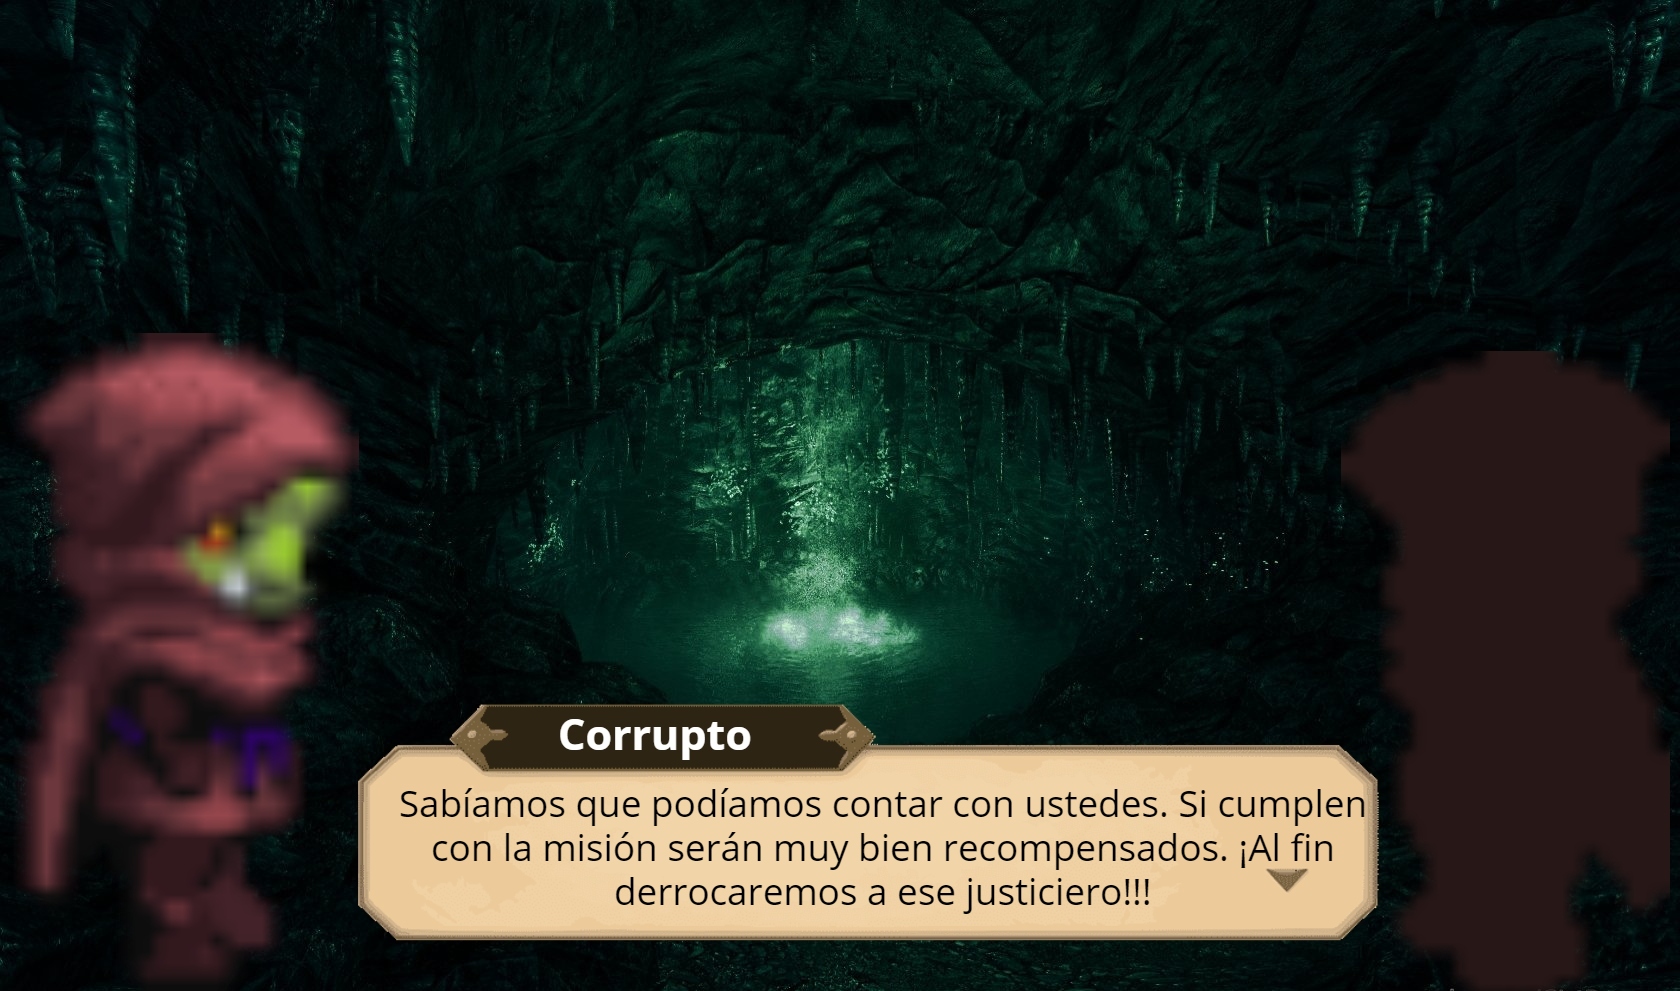 Corrupto
Sabíamos que podíamos contar con ustedes. Si cumplen
con la misión serán muy bien recompensados. ¡Al fin
derrocaremos a ese justiciero!!!